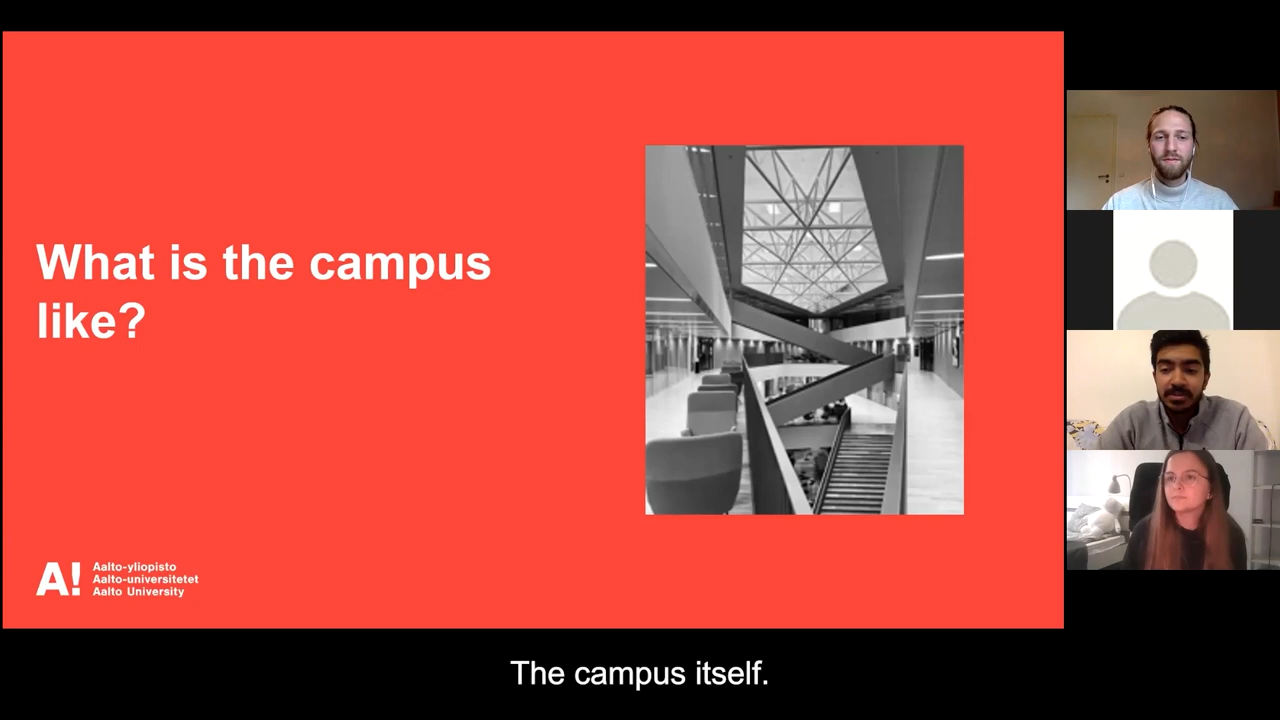 What is the campus
like?
A!
Aalto-yliopisto
Aalto-universitetet
Aalto University
The campus itself.